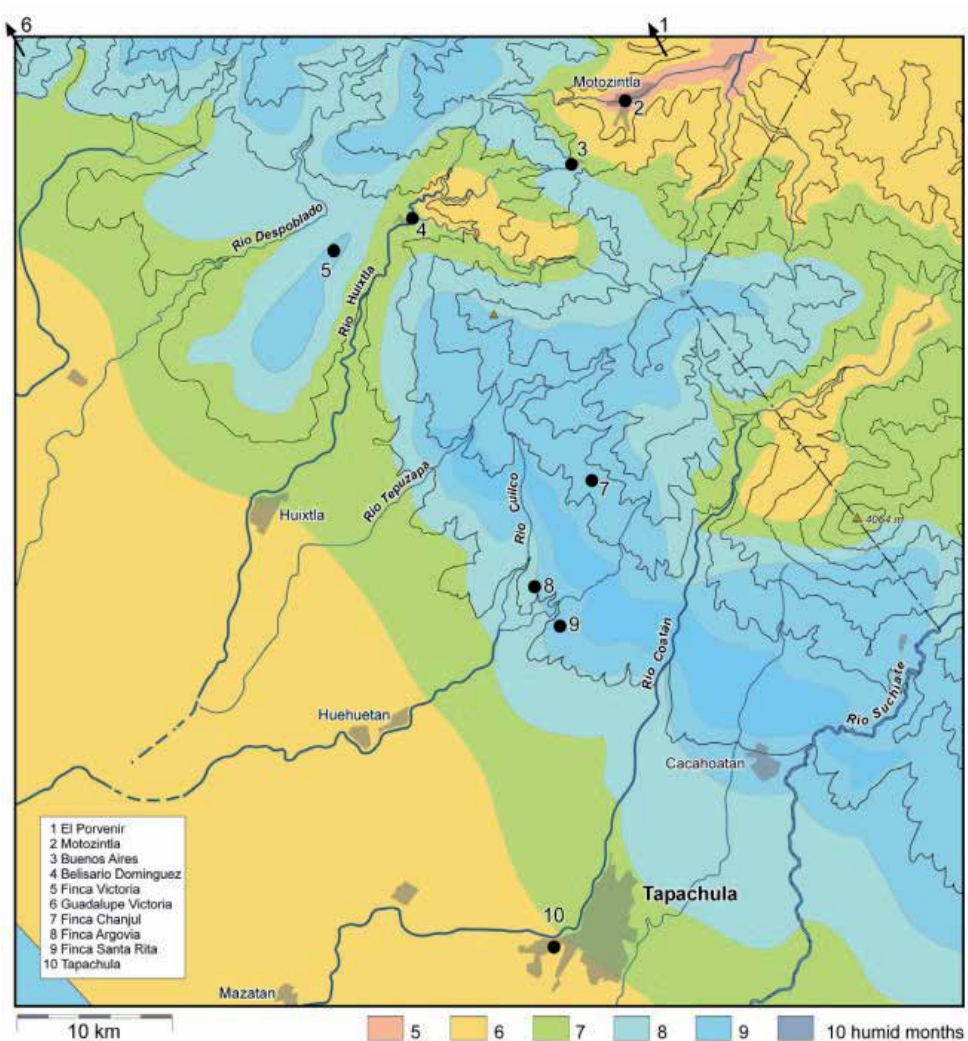 6
1
Motozintla
2
3
4
Rio Despoblado
5
Rio Huixtla
Rio Tepuzapa
Huixtla
Rio Cuilco
7
4064 m
8
9
Rio Coatán
Huehuetan
Rio Suchiate
Cacahoatan
1 El Porvenir
2 Motozintla
3 Buenos Aires
4 Belisario Dominguez
5 Finca Victoria
6 Guadalupe Victoria
7 Finca Chanjul
8 Finca Argovia
9 Finca Santa Rita
10 Tapachula
Tapachula
10
Mazatan
10 km
5 6 7 8 9 10 humid months